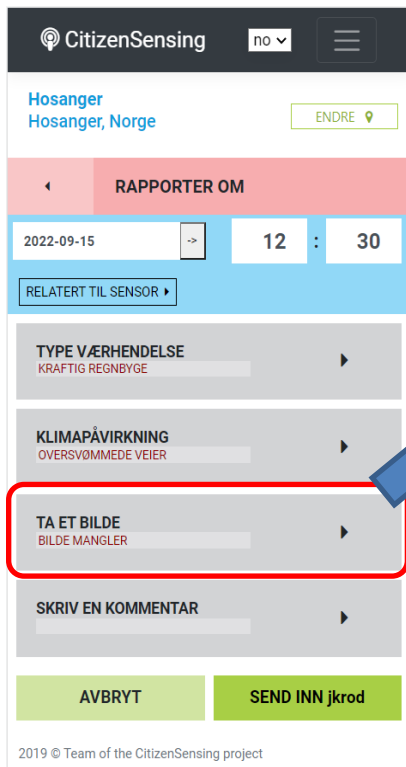 CitizenSensing no
Hosanger
Hosanger, Norge ENDRE
RAPPORTER OM
2022-09-15 -> 12 : 30
RELATERT TIL SENSOR
TYPE VÆRHENDELSE
KRAFTIG REGNBYGE
KLIMAPÅVIRKNING
OVERSVØMMEDE VEIER
TA ET BILDE
BILDE MANGLER
SKRIV EN KOMMENTAR
AVBRYT SEND INN jkrod
2019 © Team of the CitizenSensing project